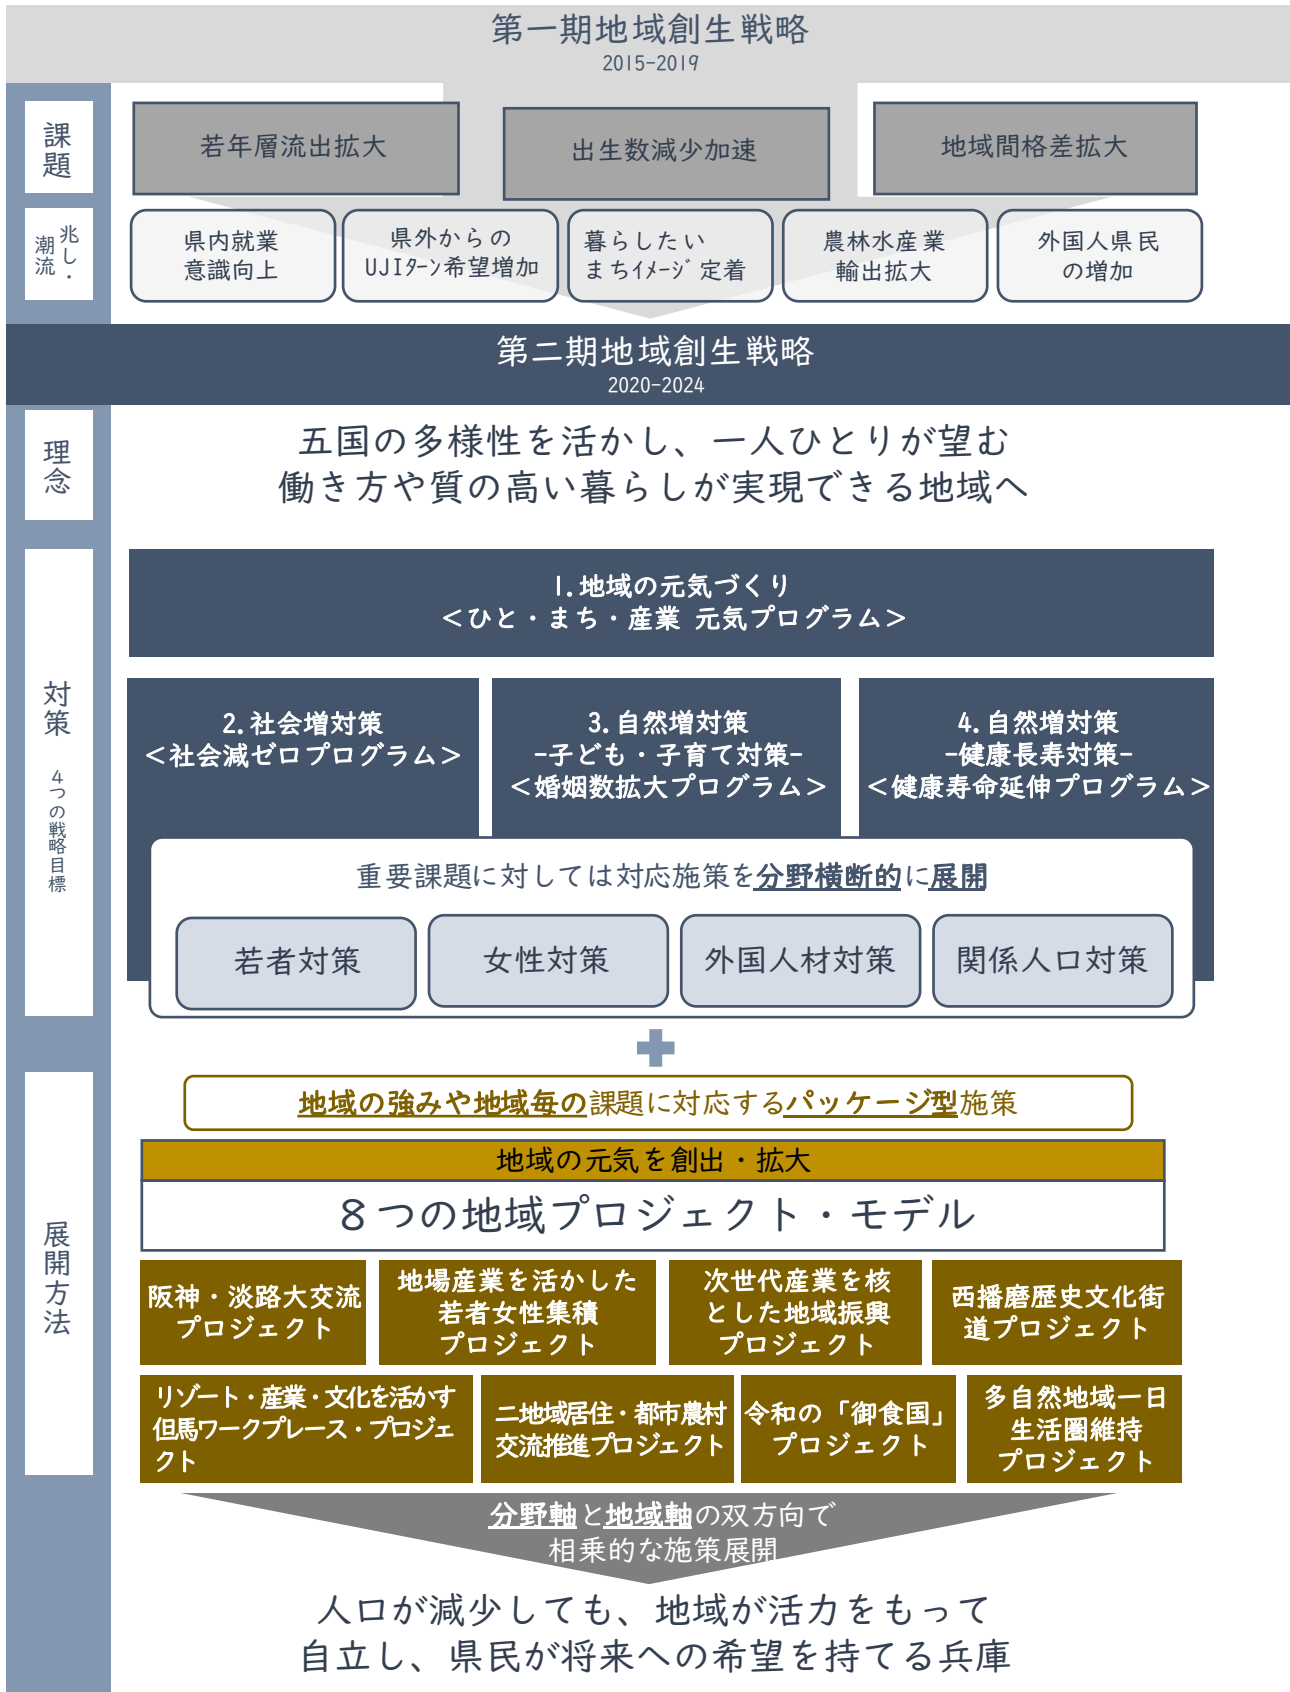 第一期地域創生戦略
2015-2019
課題
若年層流出拡大
出生数減少加速
地域間格差拡大
兆し・
潮流
県内就業
意識向上
県外からの
UJIターン希望増加
暮らしたい
まちイメージ定着
農林水産業
輸出拡大
外国人県民
の増加
第二期地域創生戦略
2020-2024
理念
五国の多様性を活かし、一人ひとりが望む
働き方や質の高い暮らしが実現できる地域へ
対策 4つの戦略目標
1.地域の元気づくり
<ひと・まち・産業 元気プログラム>
2.社会増対策
<社会減ゼロプログラム>
3.自然増対策
-子ども・子育て対策-
<婚姻数拡大プログラム>
4.自然増対策
-健康長寿対策-
<健康寿命延伸プログラム>
重要課題に対しては対応施策を分野横断的に展開
若者対策
女性対策
外国人材対策
関係人口対策
展開方法
地域の強みや地域毎の課題に対応するパッケージ型施策
地域の元気を創出・拡大
８つの地域プロジェクト・モデル
阪神・淡路大交流
プロジェクト
地場産業を活かした
若者女性集積
プロジェクト
次世代産業を核
とした地域振興
プロジェクト
西播磨歴史文化街
道プロジェクト
リゾート・産業・文化を活かす
但馬ワークプレース・プロジェ
クト
二地域居住・都市農村
交流推進プロジェクト
令和の「御食国」
プロジェクト
多自然地域一日
生活圏維持
プロジェクト
分野軸と地域軸の双方向で
相乗的な施策展開
人口が減少しても、地域が活力をもって
自立し、県民が将来への希望を持てる兵庫